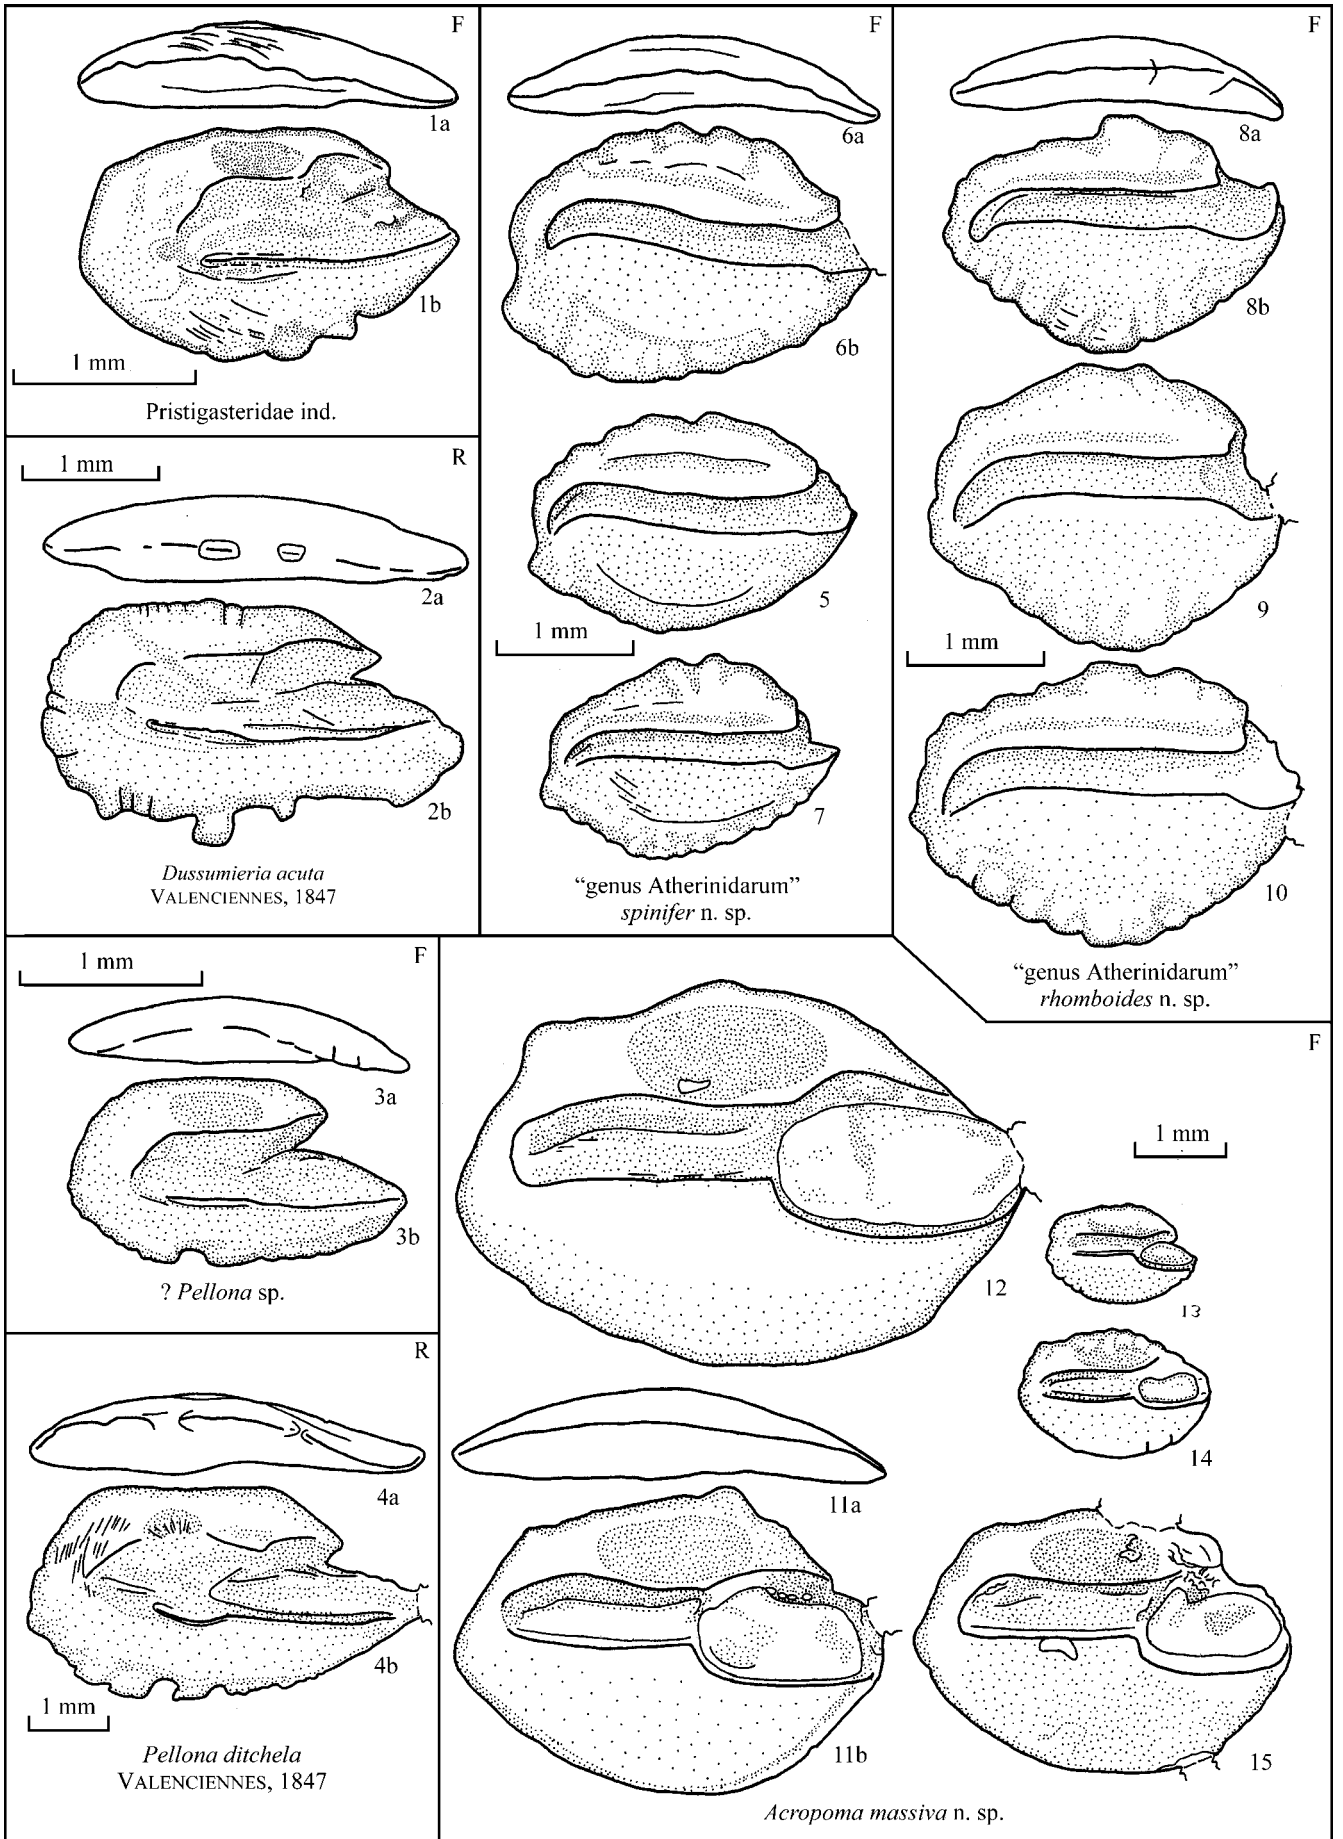 F
1a
1b
1 mm
Pristigasteridae ind.
1 mm
R
2a
2b
Dussumieria acuta
VALENCIENNES, 1847
F
6a
6b
5
1 mm
7
“genus Atherinidarum”
spinifer n. sp.
F
8a
8b
9
1 mm
10
“genus Atherinidarum”
rhomboides n. sp.
1 mm
F
3a
3b
? Pellona sp.
R
4a
4b
1 mm
Pellona ditchela
VALENCIENNES, 1847
F
12
1 mm
13
14
11a
11b
15
Acropoma massiva n. sp.